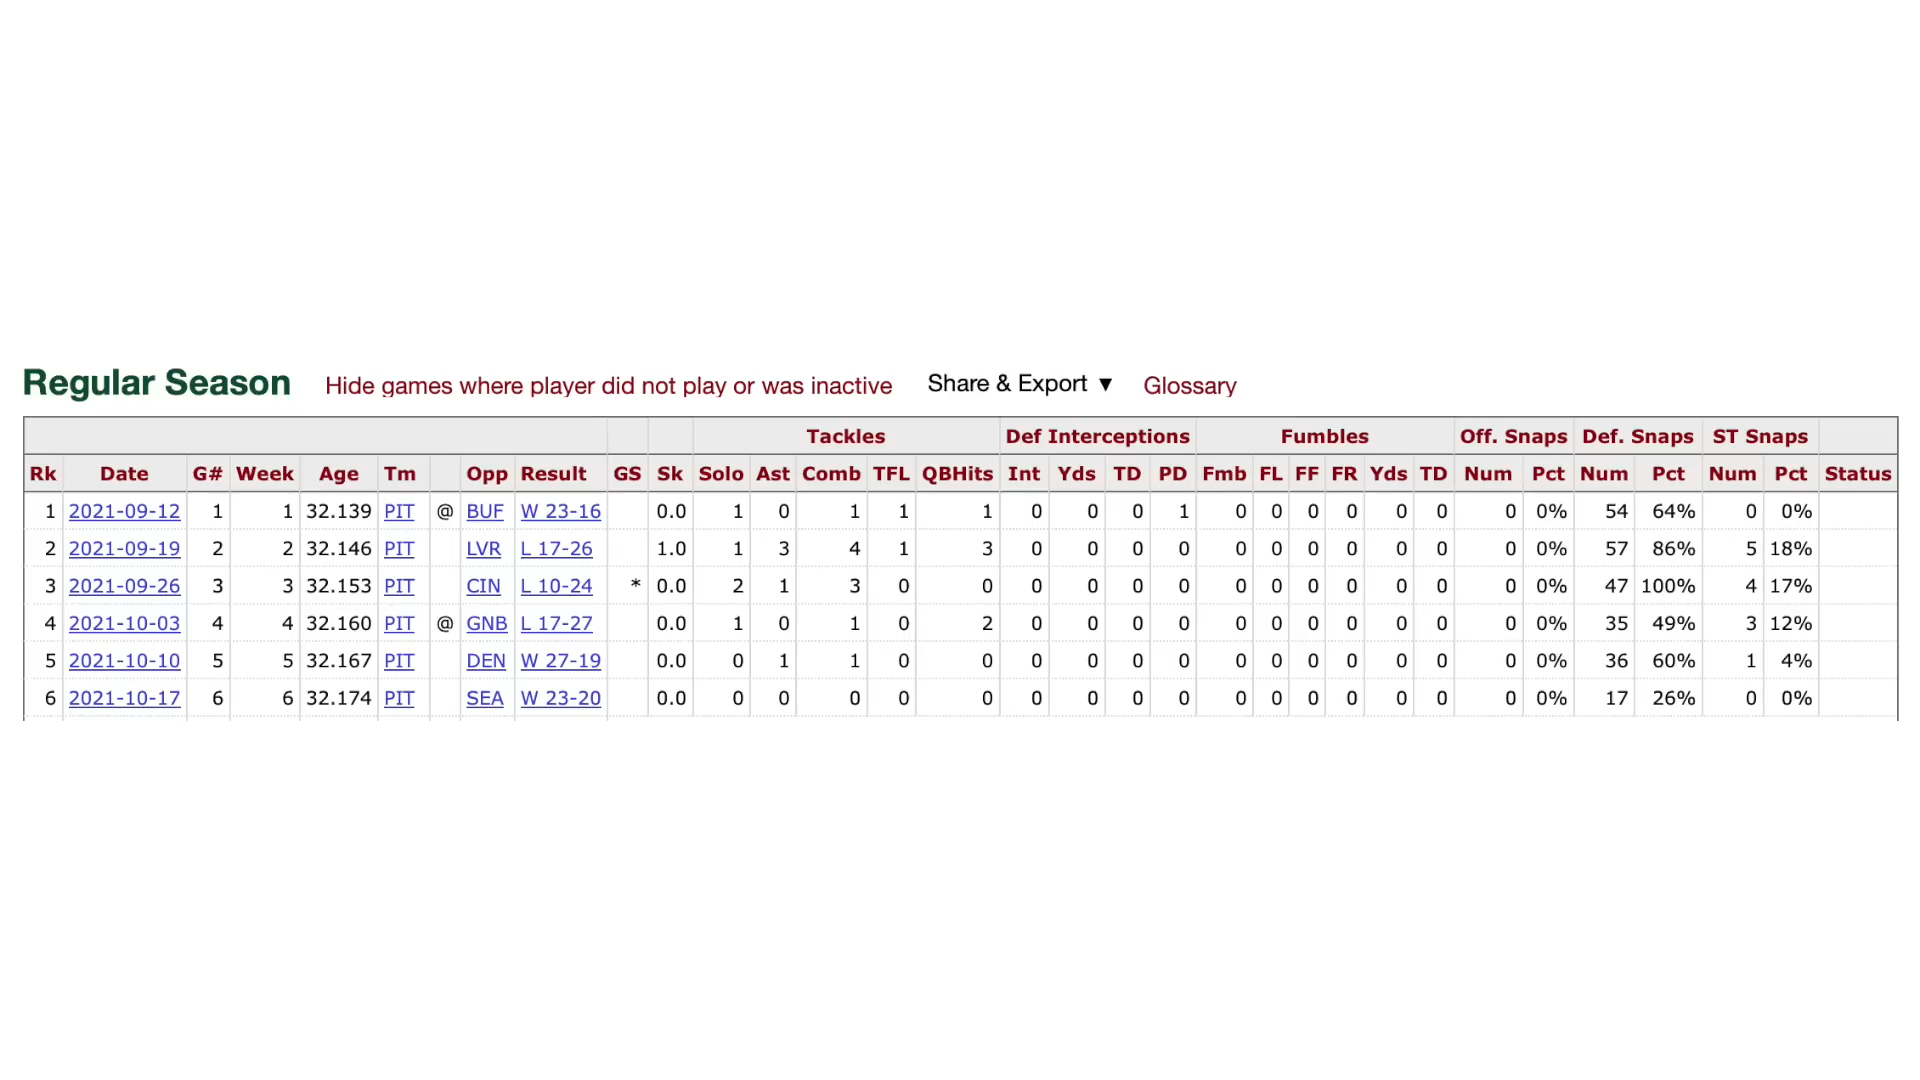 Regular Season Hide games where player did not play or was inactive Share & Export ▼ Glossary
Tackles Def Interceptions Fumbles Off. Snaps Def. Snaps ST Snaps
Rk Date G# Week Age Tm Opp Result GS Sk Solo Ast Comb TFL QBHits Int Yds TD PD Fmb FL FF FR Yds TD Num Pct Num Pct Num Pct Status
1 2021-09-12 1 1 32.139 PIT @ BUF W 23-16 0.0 1 0 1 1 1 0 0 0 1 0 0 0 0 0 0 0 0% 54 64% 0 0%
2 2021-09-19 2 2 32.146 PIT LVR L 17-26 1.0 1 3 4 1 3 0 0 0 0 0 0 0 0 0 0 0 0% 57 86% 5 18%
3 2021-09-26 3 3 32.153 PIT CIN L 10-24 * 0.0 2 1 3 0 0 0 0 0 0 0 0 0 0 0 0 0 0% 47 100% 4 17%
4 2021-10-03 4 4 32.160 PIT @ GNB L 17-27 0.0 1 0 1 0 2 0 0 0 0 0 0 0 0 0 0 0 0% 35 49% 3 12%
5 2021-10-10 5 5 32.167 PIT DEN W 27-19 0.0 0 1 1 0 0 0 0 0 0 0 0 0 0 0 0 0 0% 36 60% 1 4%
6 2021-10-17 6 6 32.174 PIT SEA W 23-20 0.0 0 0 0 0 0 0 0 0 0 0 0 0 0 0 0 0 0% 17 26% 0 0%